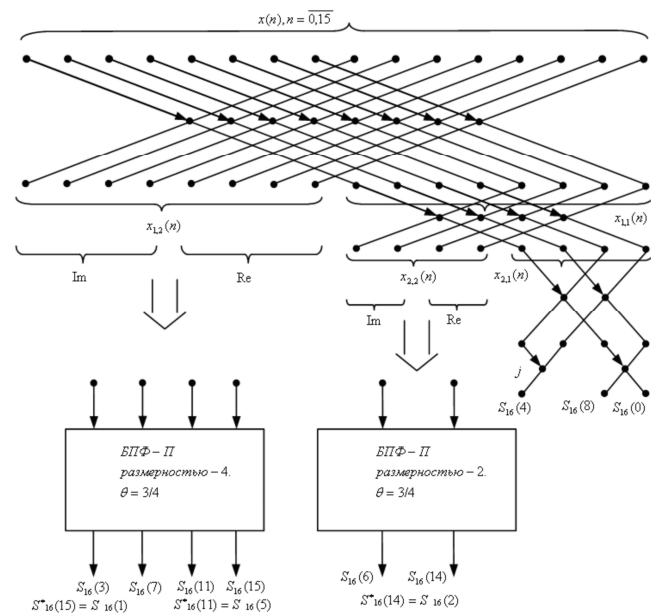 x(n), n = 0,15
x₁,₂(n)
x₁,₁(n)
Im
Re
x₂,₂(n)
x₂,₁(n)
Im
Re
j
S₁₆(4)
S₁₆(8)
S₁₆(0)
БПФ – П
размерностью – 4.
θ = 3/4
БПФ – П
размерностью – 2.
θ = 3/4
S₁₆(3)
S₁₆(7)
S₁₆(11)
S₁₆(15)
S*₁₆(15) = S₁₆(1)
S*₁₆(11) = S₁₆(5)
S₁₆(6)
S₁₆(14)
S*₁₆(14) = S₁₆(2)